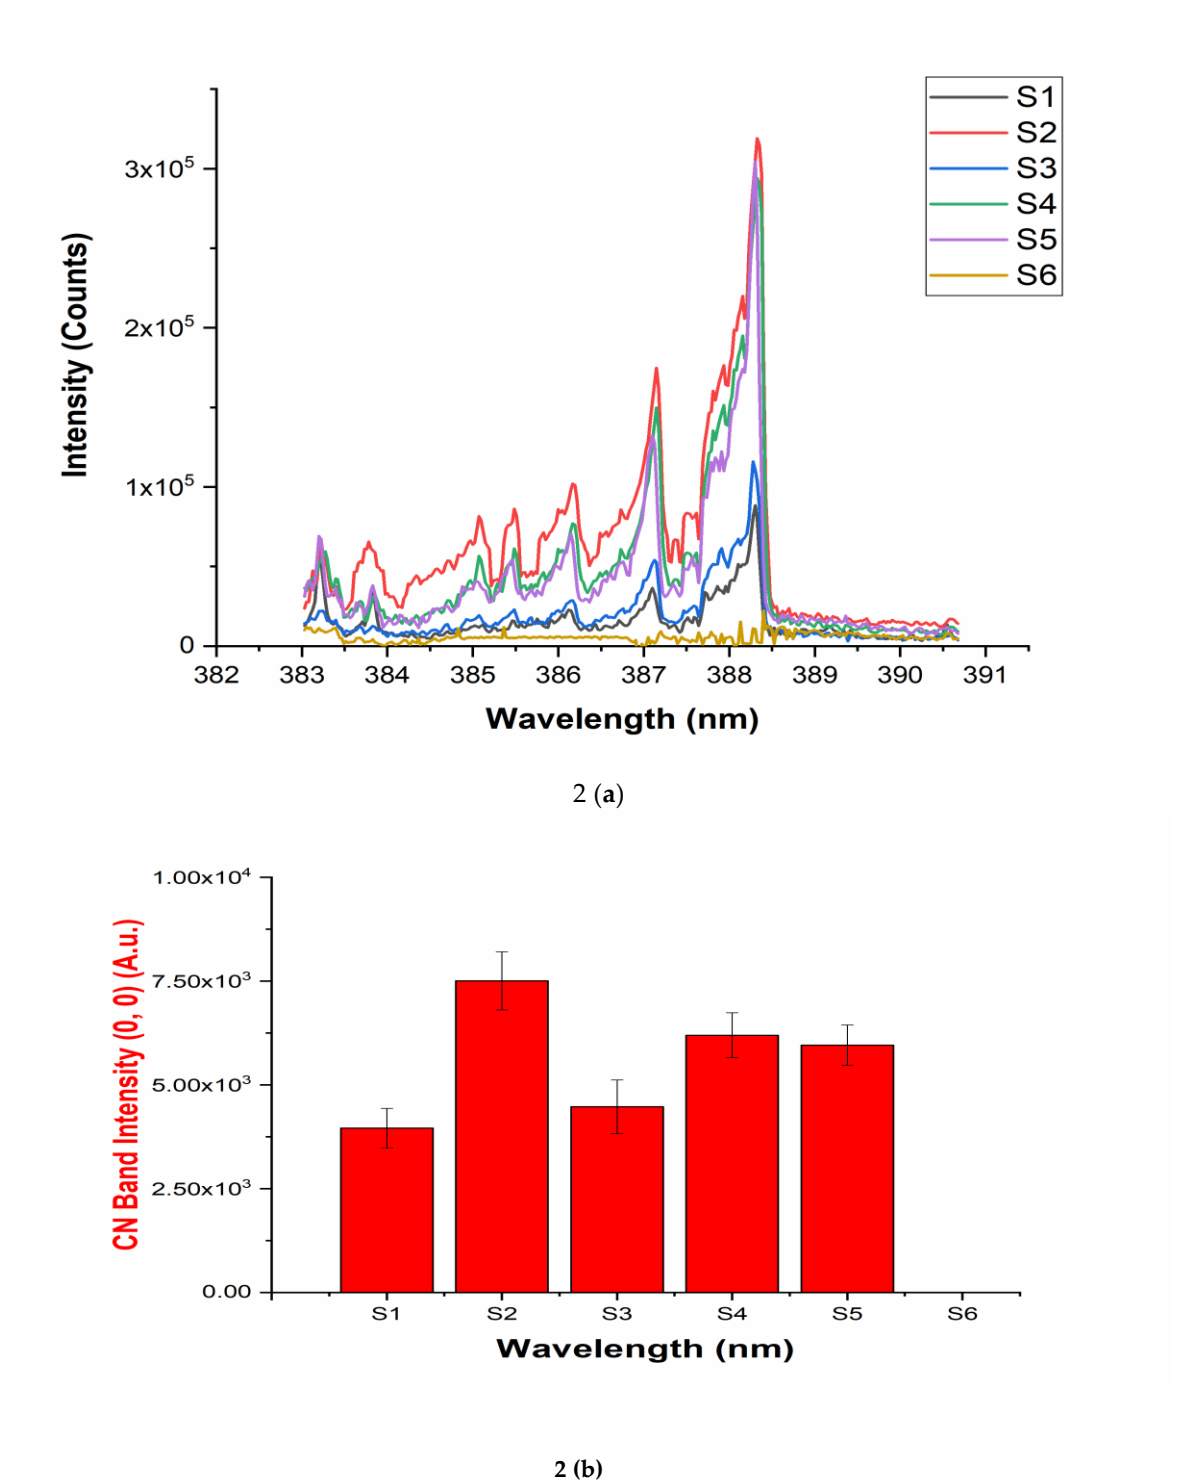 S1
S2
S3
S4
S5
S6
3x10⁵
2x10⁵
1x10⁵
0
Intensity (Counts)
382 383 384 385 386 387 388 389 390 391
Wavelength (nm)
2 (a)
1.00x10⁴
7.50x10³
5.00x10³
2.50x10³
0.00
CN Band Intensity (0, 0) (A.u.)
S1 S2 S3 S4 S5 S6
Wavelength (nm)
2 (b)